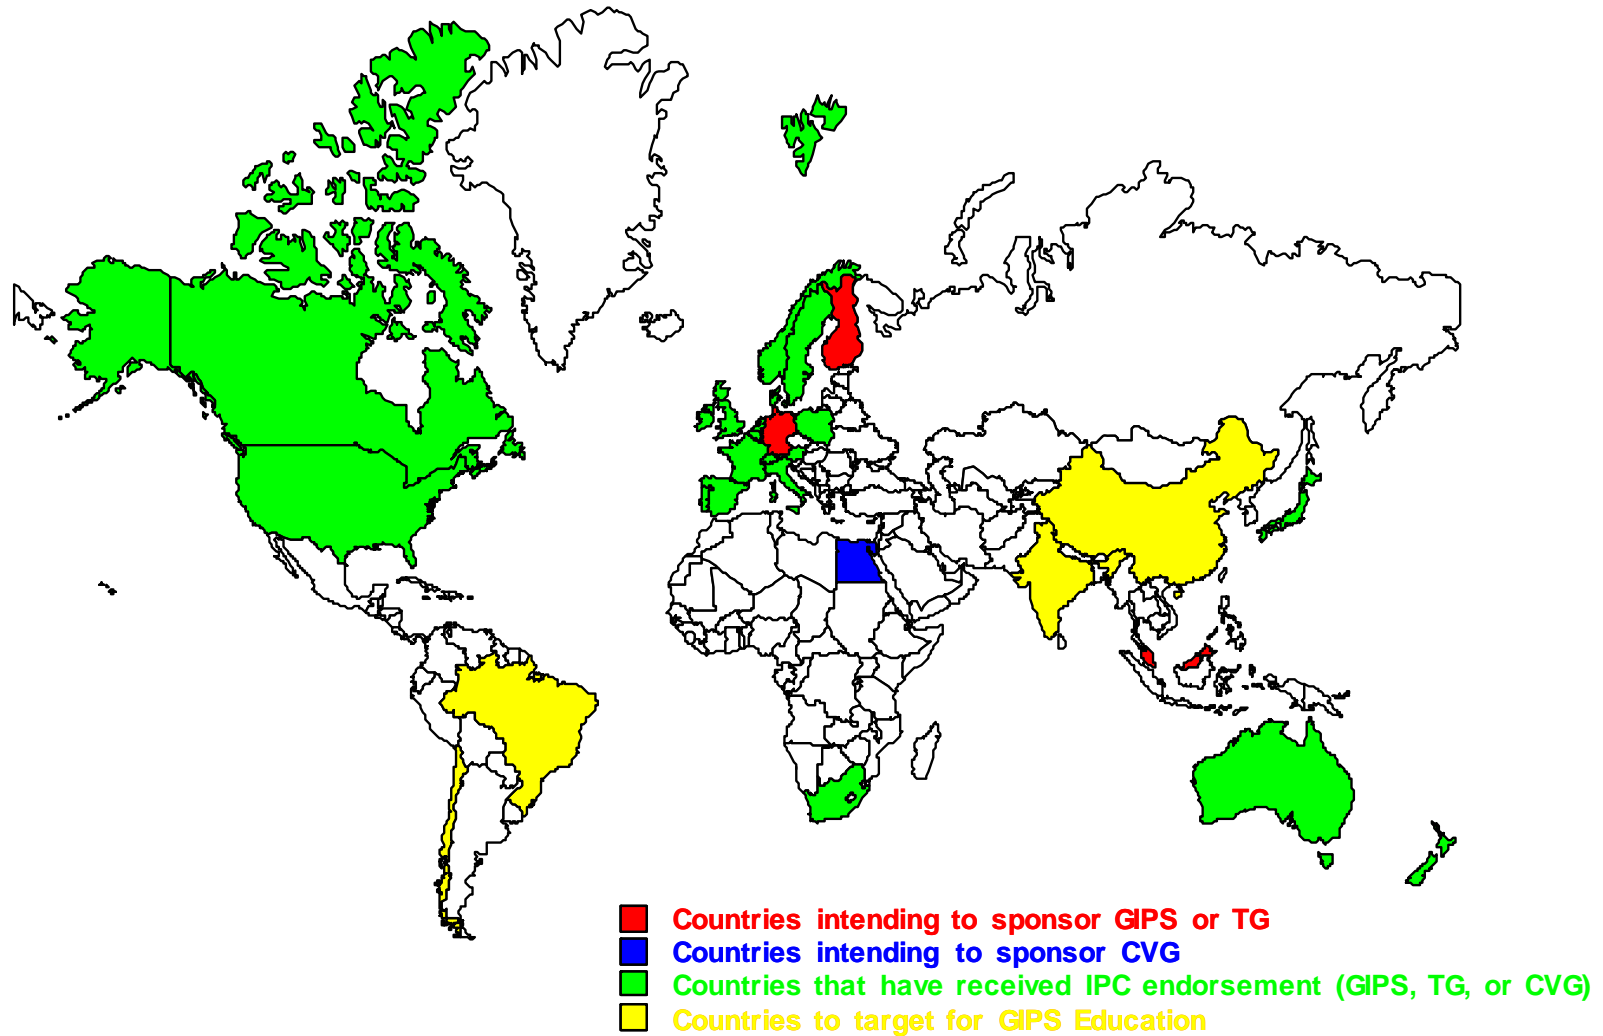 Countries intending to sponsor GIPS or TG
Countries intending to sponsor CVG
Countries that have received IPC endorsement (GIPS, TG, or CVG)
Countries to target for GIPS Education